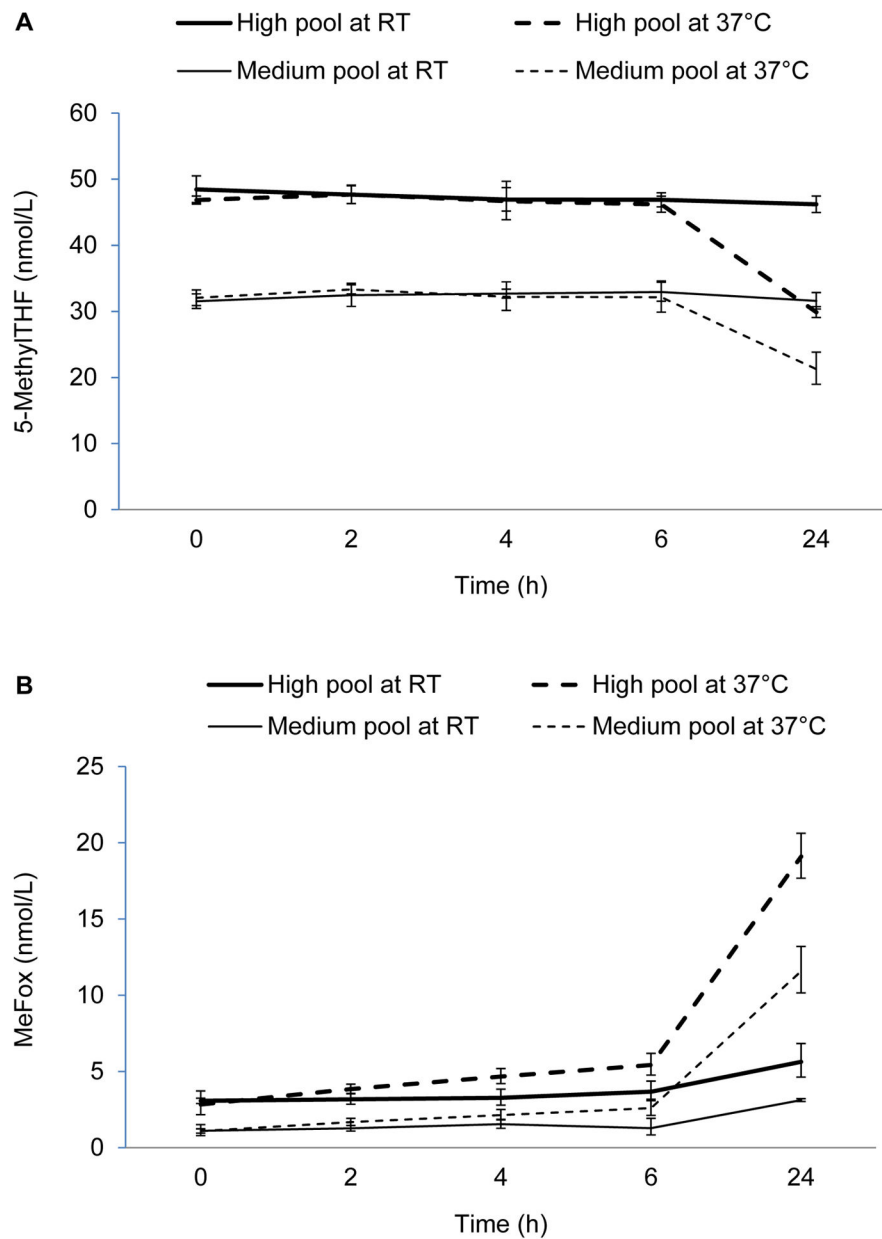 A
High pool at RT High pool at 37°C
Medium pool at RT Medium pool at 37°C
60
50
40
30
20
10
0
5-MethylTHF (nmol/L)
0 2 4 6 24
Time (h)
B
High pool at RT High pool at 37°C
Medium pool at RT Medium pool at 37°C
25
20
15
10
5
0
MeFox (nmol/L)
0 2 4 6 24
Time (h)